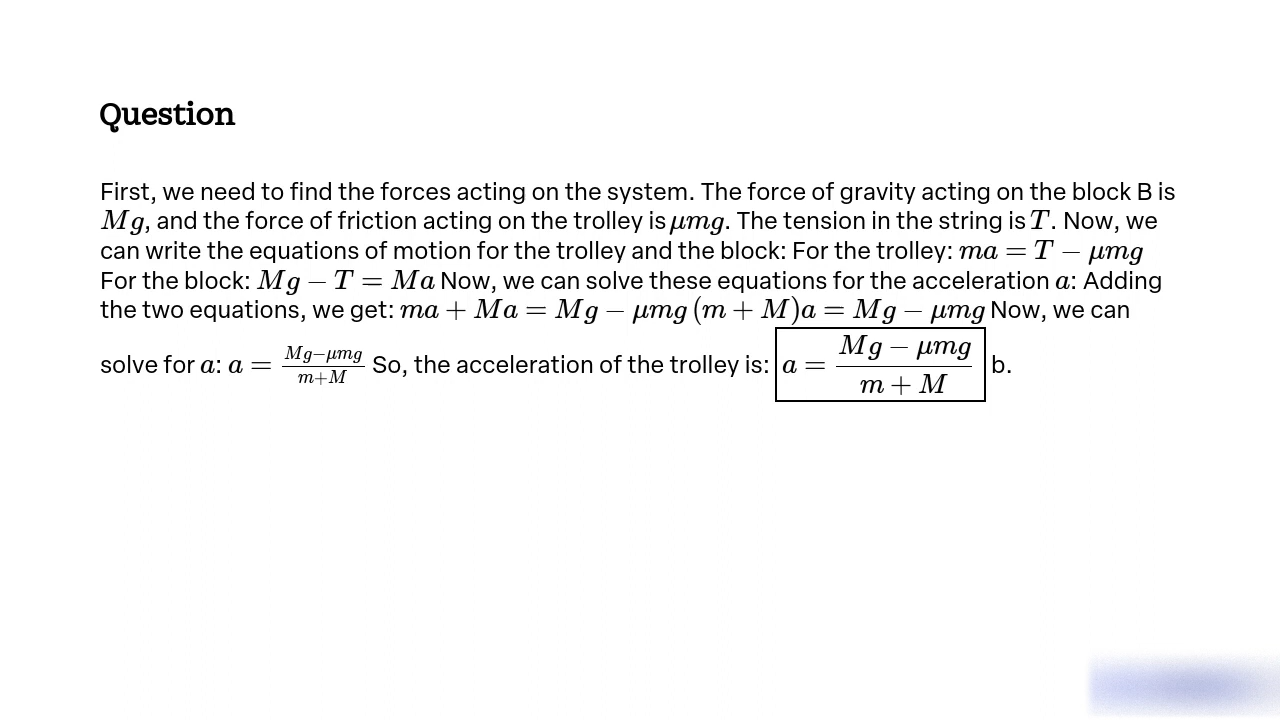 Question
First, we need to find the forces acting on the system. The force of gravity acting on the block B is
Mg, and the force of friction acting on the trolley is μmg. The tension in the string is T. Now, we
can write the equations of motion for the trolley and the block: For the trolley: ma = T − μmg
For the block: Mg − T = Ma Now, we can solve these equations for the acceleration a: Adding
the two equations, we get: ma + Ma = Mg − μmg (m + M)a = Mg − μmg Now, we can
solve for a: a = \frac{Mg−μmg}{m+M} So, the acceleration of the trolley is: \boxed{a = \frac{Mg − μmg}{m + M}} b.